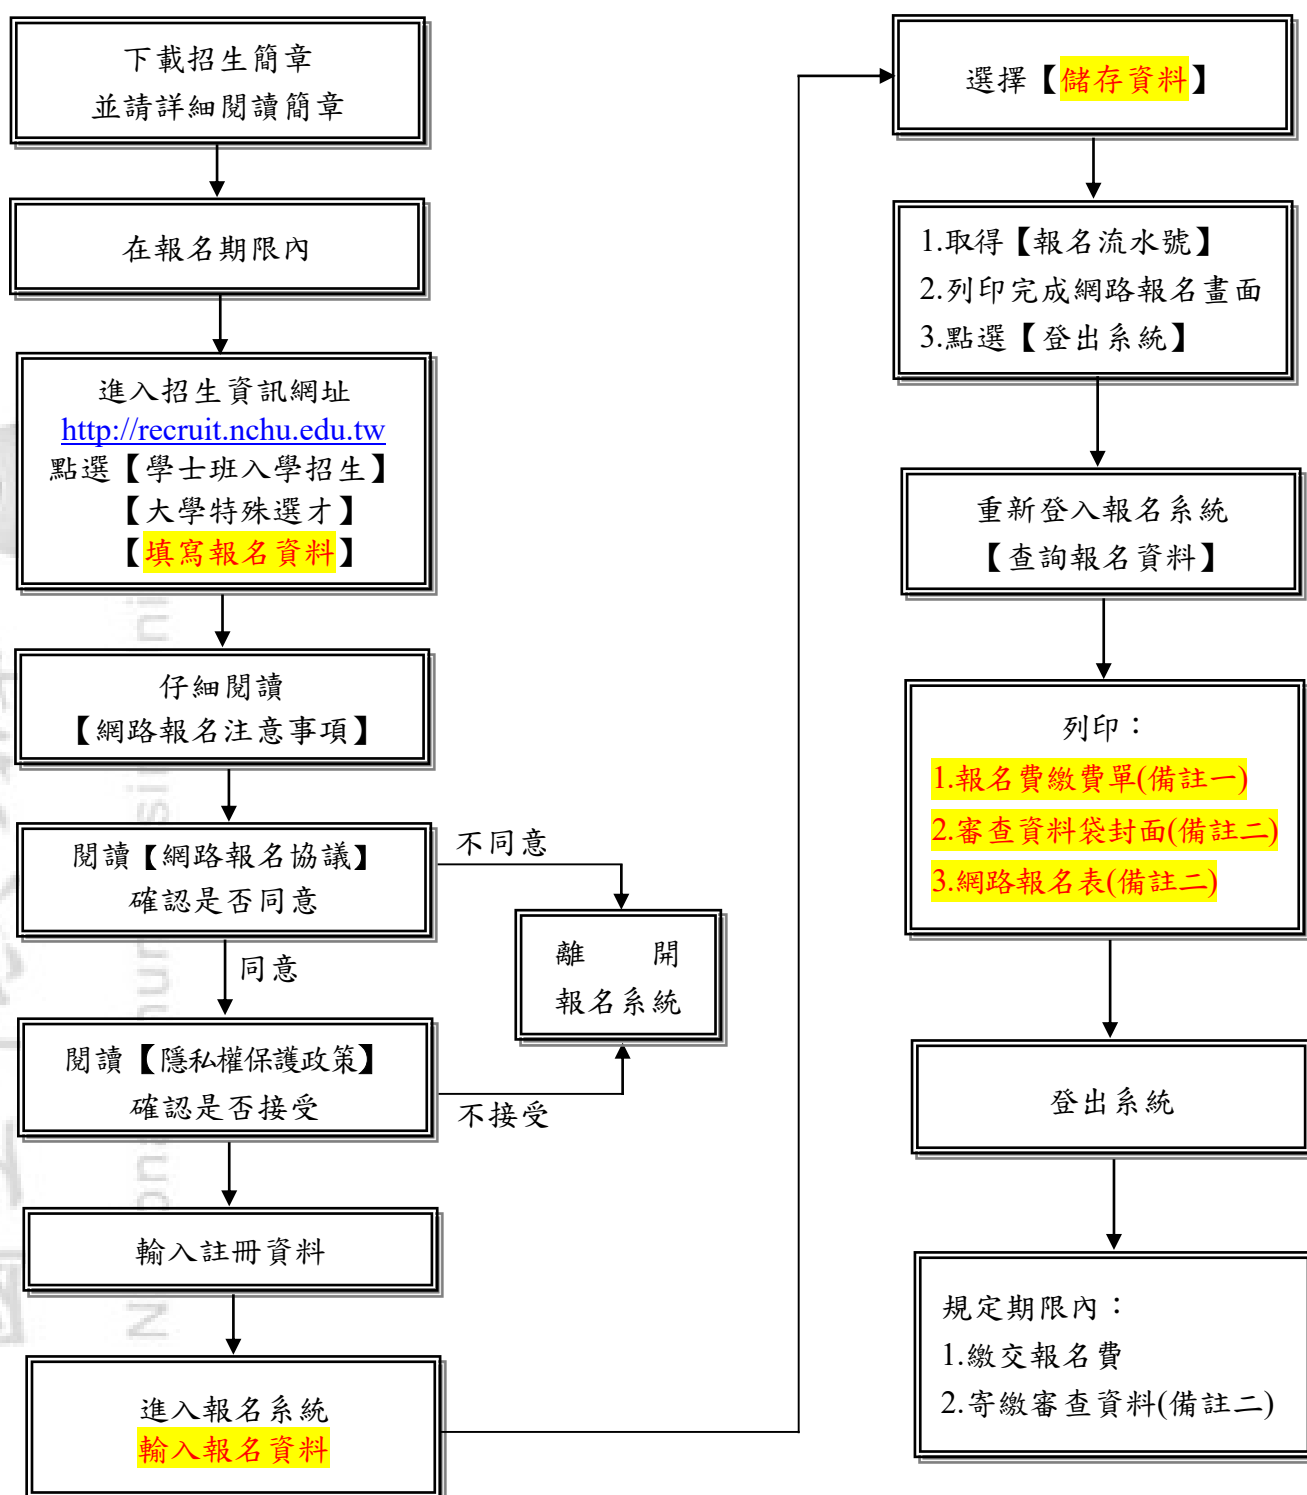 下載招生簡章
並請詳細閱讀簡章
在報名期限內
進入招生資訊網址
http://recruit.nchu.edu.tw
點選【學士班入學招生】
【大學特殊選才】
【填寫報名資料】
仔細閱讀
【網路報名注意事項】
閱讀【網路報名協議】
確認是否同意
不同意
同意
離 開
報名系統
閱讀【隱私權保護政策】
確認是否接受
不接受
輸入註冊資料
進入報名系統
輸入報名資料
選擇【儲存資料】
1.取得【報名流水號】
2.列印完成網路報名畫面
3.點選【登出系統】
重新登入報名系統
【查詢報名資料】
列印：
1.報名費繳費單(備註一)
2.審查資料袋封面(備註二)
3.網路報名表(備註二)
登出系統
規定期限內：
1.繳交報名費
2.寄繳審查資料(備註二)